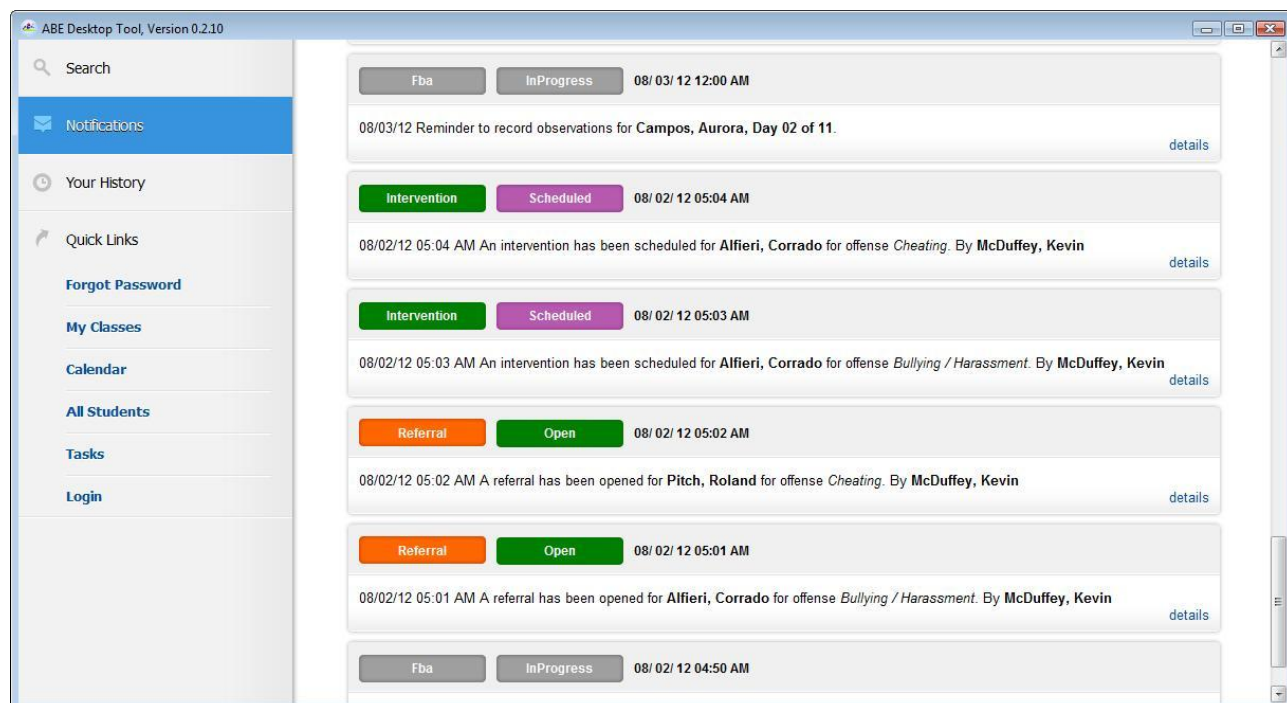 ABE Desktop Tool, Version 0.2.10
Search
Notifications
Your History
Quick Links
Forgot Password
My Classes
Calendar
All Students
Tasks
Login
Fba InProgress 08/ 03/ 12 12:00 AM
08/03/12 Reminder to record observations for Campos, Aurora, Day 02 of 11.
details
Intervention Scheduled 08/ 02/ 12 05:04 AM
08/02/12 05:04 AM An intervention has been scheduled for Alfieri, Corrado for offense Cheating. By McDuffey, Kevin
details
Intervention Scheduled 08/ 02/ 12 05:03 AM
08/02/12 05:03 AM An intervention has been scheduled for Alfieri, Corrado for offense Bullying / Harassment. By McDuffey, Kevin
details
Referral Open 08/ 02/ 12 05:02 AM
08/02/12 05:02 AM A referral has been opened for Pitch, Roland for offense Cheating. By McDuffey, Kevin
details
Referral Open 08/ 02/ 12 05:01 AM
08/02/12 05:01 AM A referral has been opened for Alfieri, Corrado for offense Bullying / Harassment. By McDuffey, Kevin
details
Fba InProgress 08/ 02/ 12 04:50 AM